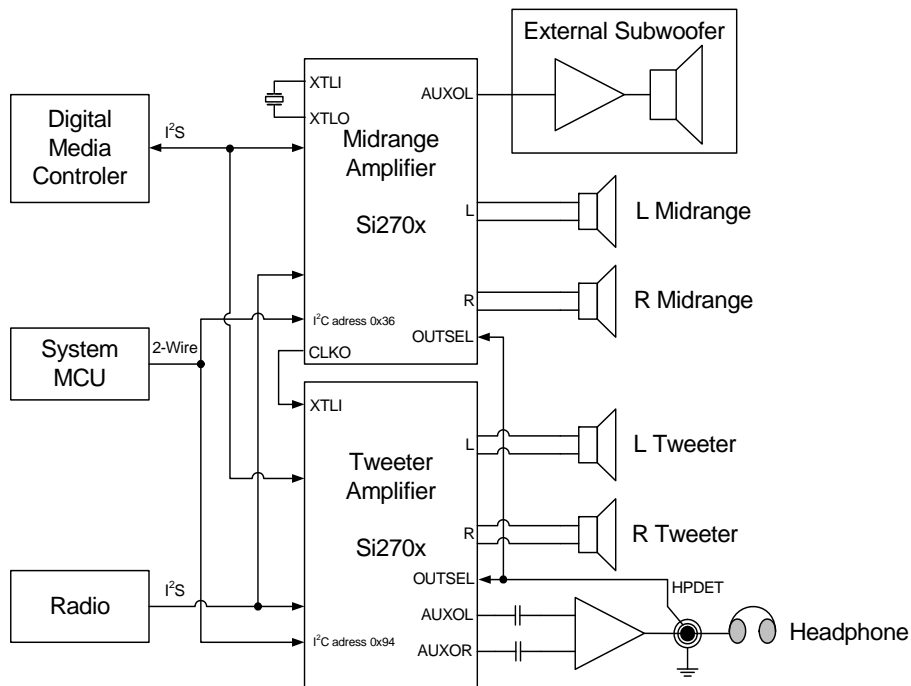 External Subwoofer
XTLI
XTLO
AUXOL
Digital
Media
Controler
I²S
Midrange
Amplifier
Si270x
L
L Midrange
R
R Midrange
I²C adress 0x36
OUTSEL
System
MCU
2-Wire
CLKO
XTLI
L
L Tweeter
Tweeter
Amplifier
Si270x
R
R Tweeter
OUTSEL
HPDET
Radio
I²S
AUXOL
AUXOR
I²C adress 0x94
Headphone